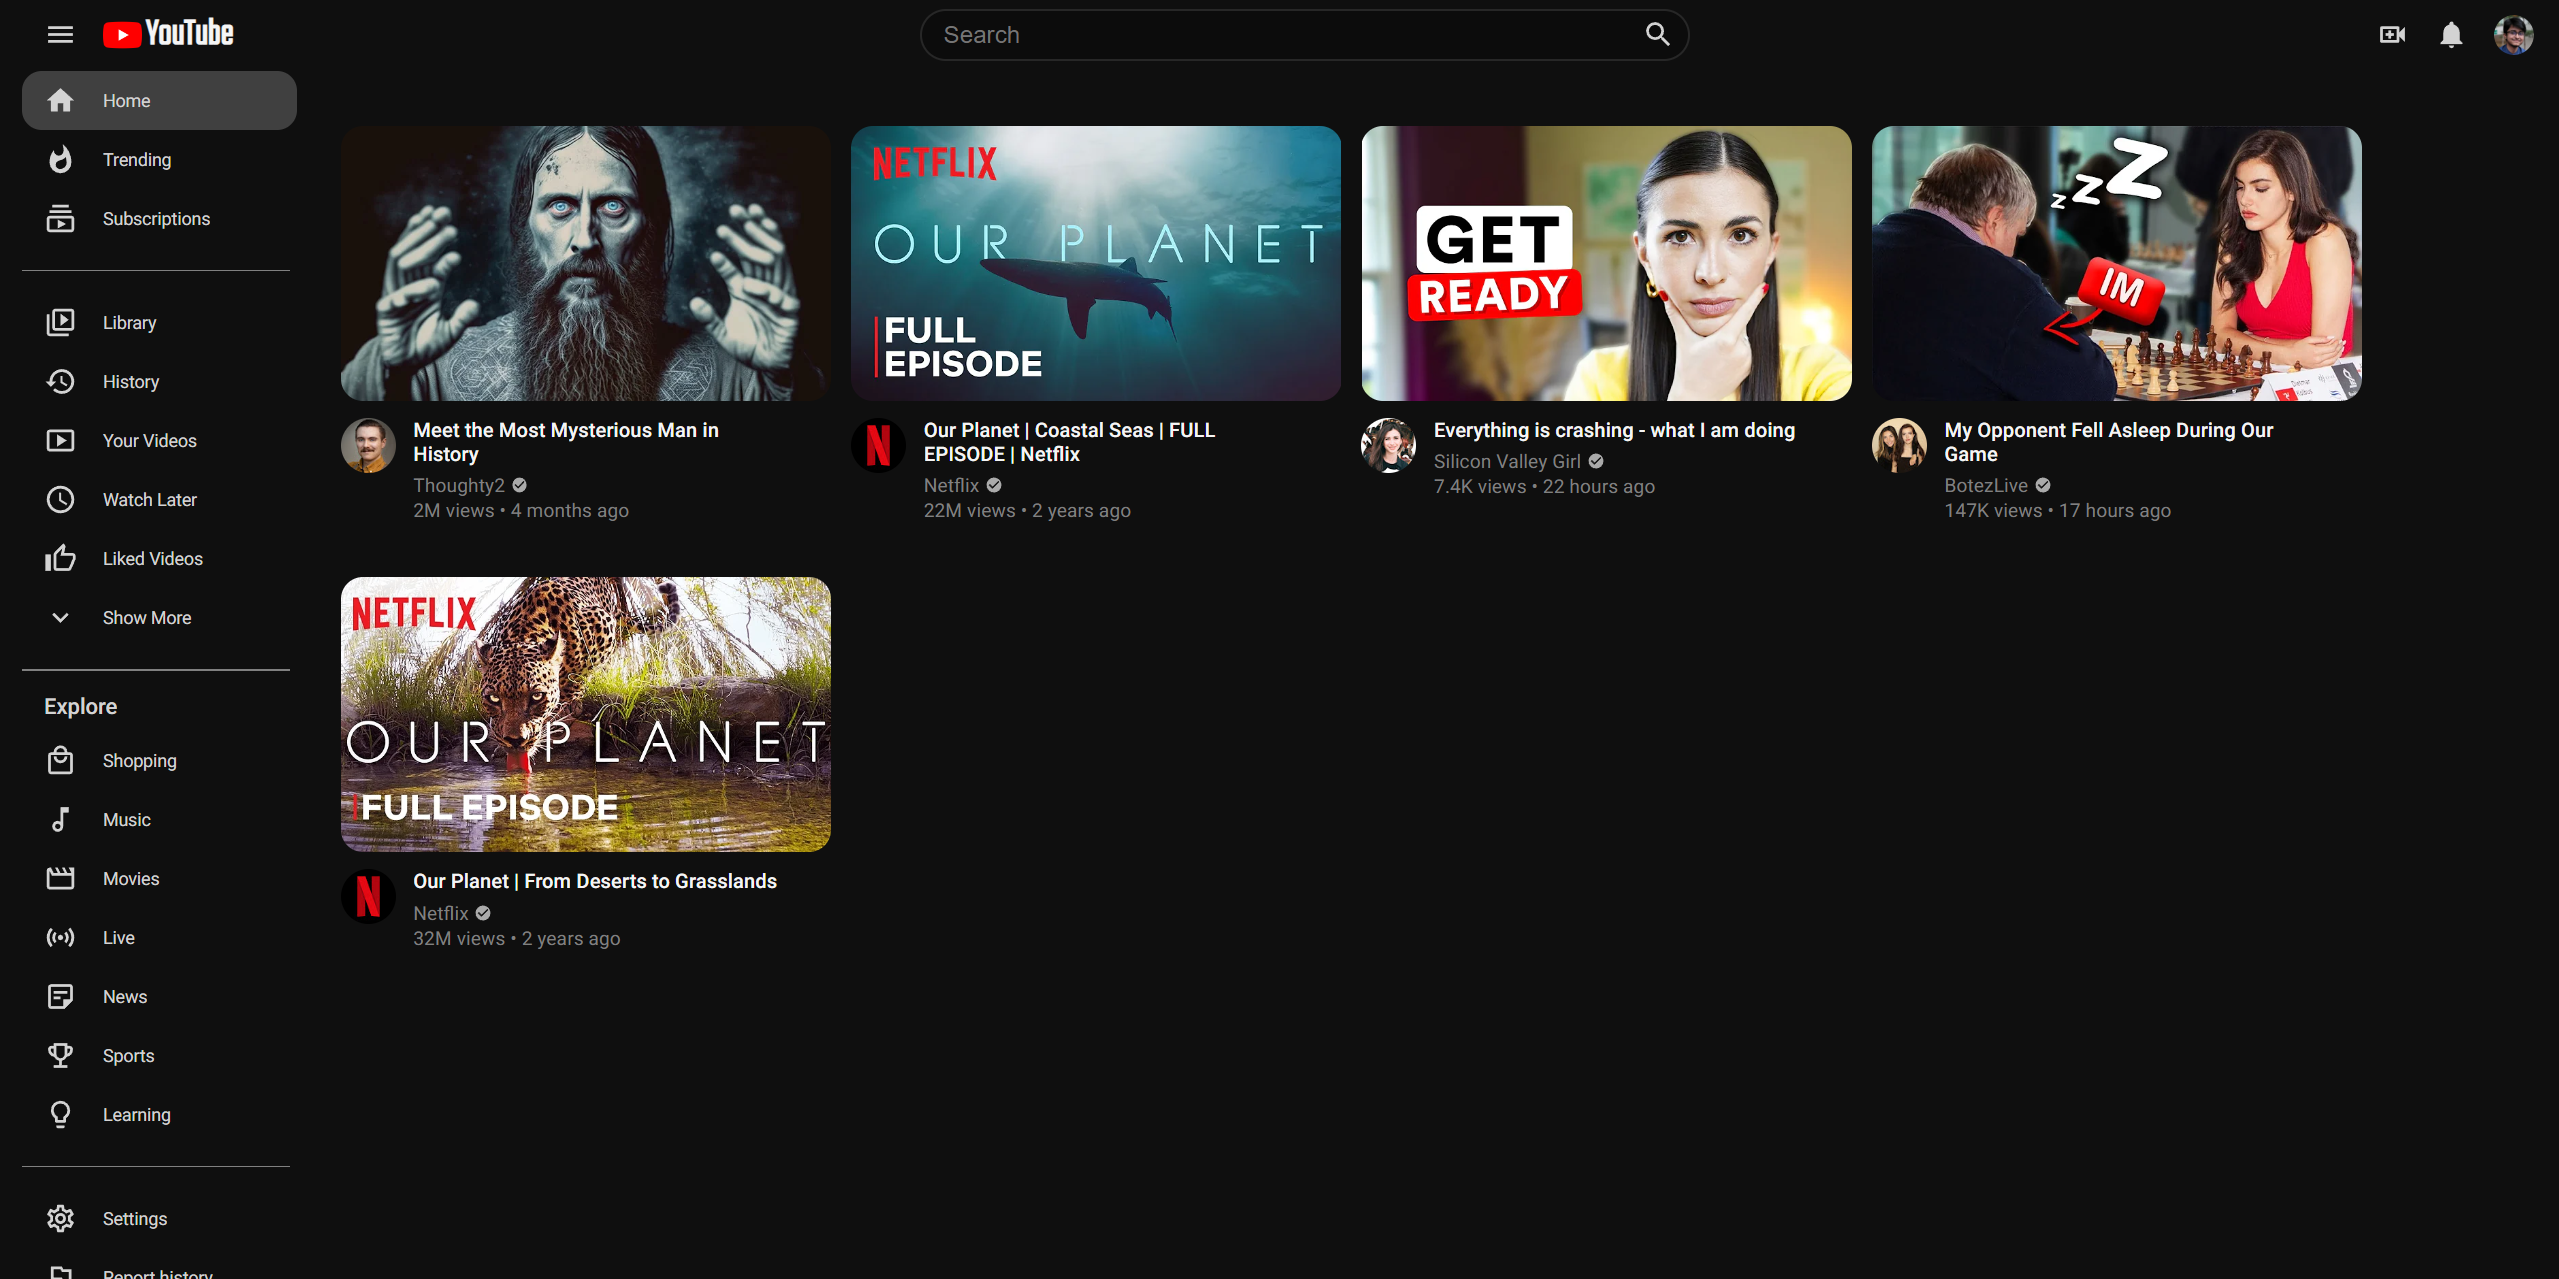 YouTube
Search
Home
Trending
Subscriptions
Library
History
Your Videos
Watch Later
Liked Videos
Show More
Explore
Shopping
Music
Movies
Live
News
Sports
Learning
Settings
Report history
Meet the Most Mysterious Man in
History
Thoughty2
2M views • 4 months ago
NETFLIX
OUR PLANET
FULL
EPISODE
Our Planet | Coastal Seas | FULL
EPISODE | Netflix
Netflix
22M views • 2 years ago
GET
READY
Everything is crashing - what I am doing
Silicon Valley Girl
7.4K views • 22 hours ago
z z Z
IM
My Opponent Fell Asleep During Our
Game
BotezLive
147K views • 17 hours ago
NETFLIX
OUR PLANET
FULL EPISODE
Our Planet | From Deserts to Grasslands
Netflix
32M views • 2 years ago